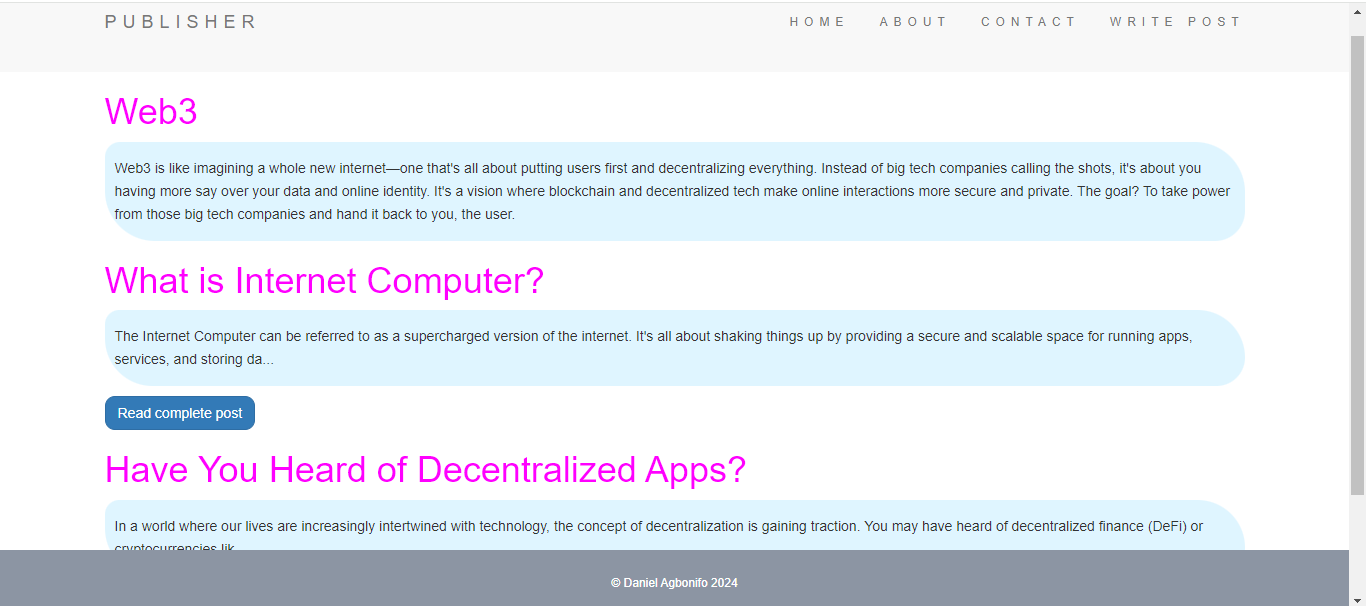 PUBLISHER
HOME ABOUT CONTACT WRITE POST
Web3
Web3 is like imagining a whole new internet—one that's all about putting users first and decentralizing everything. Instead of big tech companies calling the shots, it's about you
having more say over your data and online identity. It's a vision where blockchain and decentralized tech make online interactions more secure and private. The goal? To take power
from those big tech companies and hand it back to you, the user.
What is Internet Computer?
The Internet Computer can be referred to as a supercharged version of the internet. It's all about shaking things up by providing a secure and scalable space for running apps,
services, and storing da...
Read complete post
Have You Heard of Decentralized Apps?
In a world where our lives are increasingly intertwined with technology, the concept of decentralization is gaining traction. You may have heard of decentralized finance (DeFi) or
cryptocurrencies lik...
© Daniel Agbonifo 2024